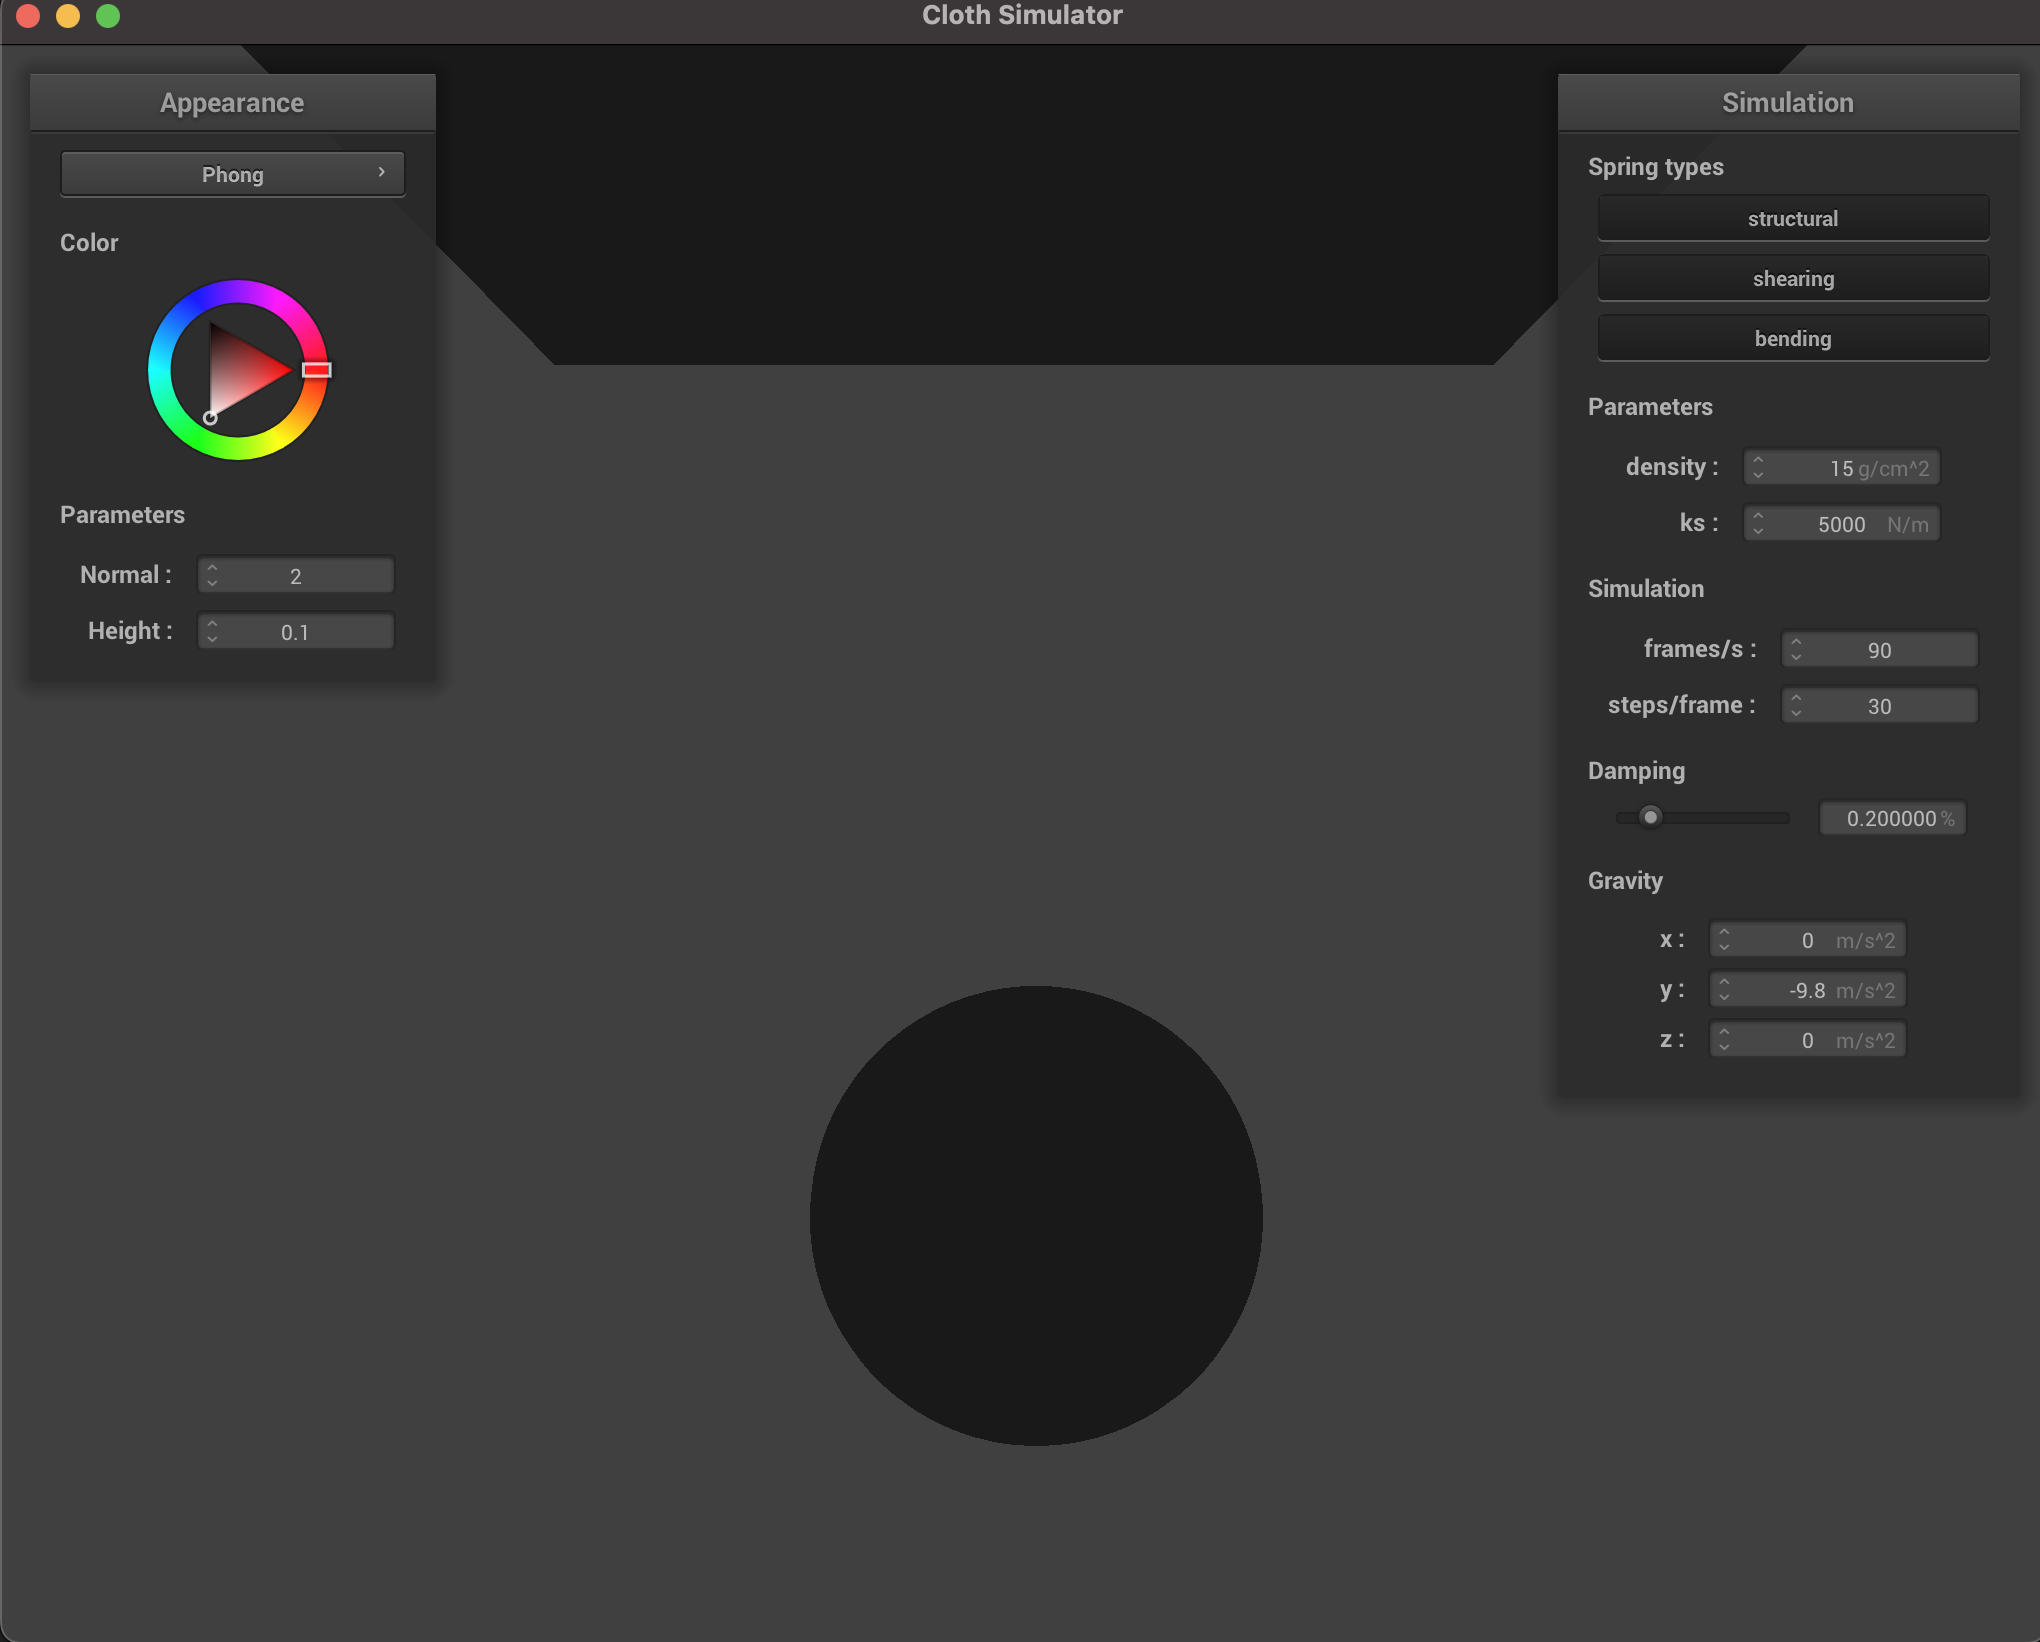 Cloth Simulator
Appearance
Phong
Color
Parameters
Normal : 2
Height : 0.1
Simulation
Spring types
structural
shearing
bending
Parameters
density : 15 g/cm^2
ks : 5000 N/m
Simulation
frames/s : 90
steps/frame : 30
Damping
0.200000 %
Gravity
x : 0 m/s^2
y : -9.8 m/s^2
z : 0 m/s^2